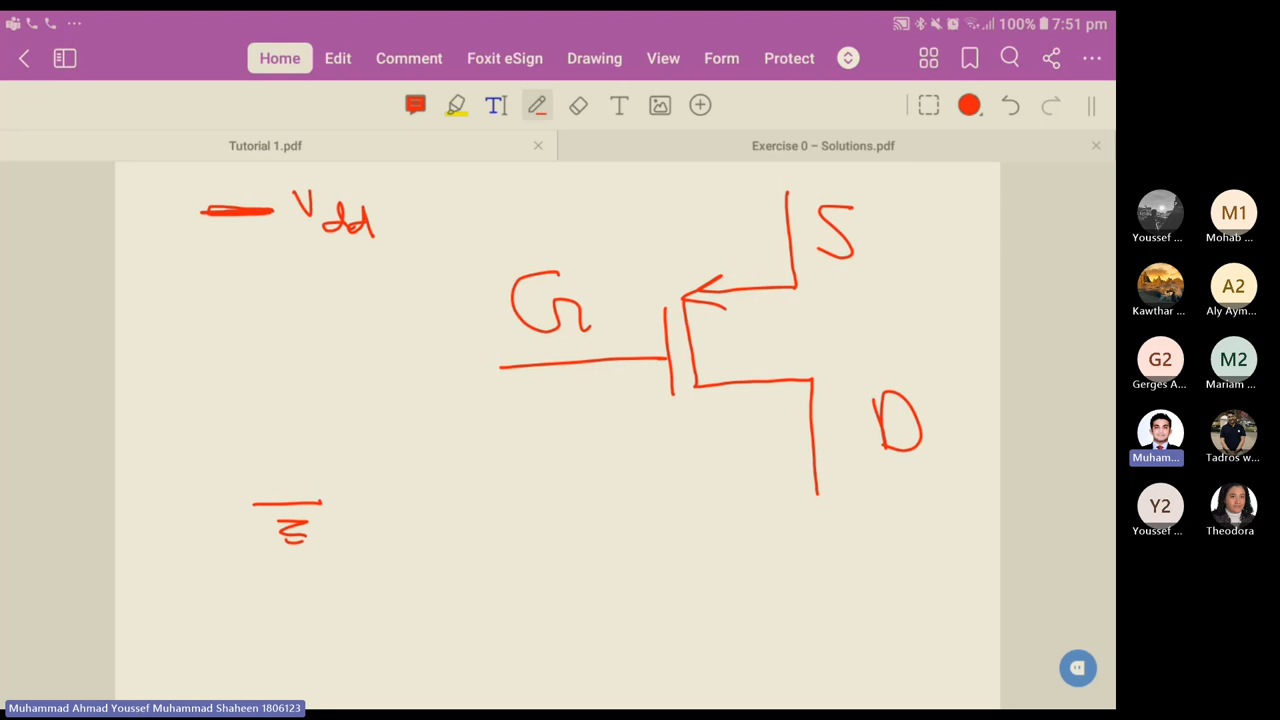 100% 7:51 pm
Home Edit Comment Foxit eSign Drawing View Form Protect
Tutorial 1.pdf
Exercise 0 – Solutions.pdf
Vdd
S
G
D
Youssef ...
M1
Mohab ...
Kawthar ...
A2
Aly Aym...
G2
Gerges A...
M2
Mariam ...
Muham...
Tadros w...
Y2
Youssef ...
Theodora
Muhammad Ahmad Youssef Muhammad Shaheen 1806123